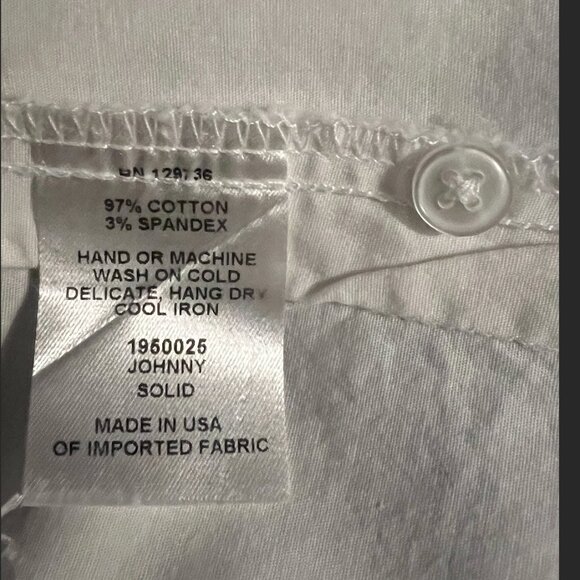 RN 129736
97% COTTON
3% SPANDEX
HAND OR MACHINE
WASH ON COLD
DELICATE, HANG DRY
COOL IRON
1950025
JOHNNY
SOLID
MADE IN USA
OF IMPORTED FABRIC